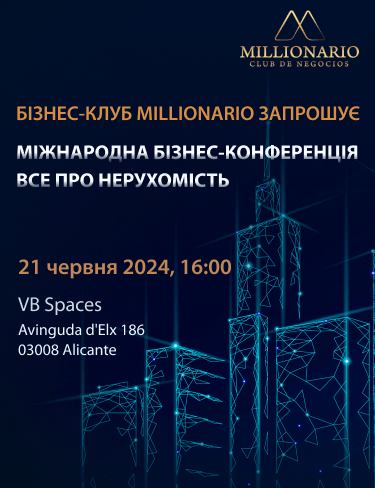 MILLIONARIO
CLUB DE NEGOCIOS
БІЗНЕС-КЛУБ MILLIONARIO ЗАПРОШУЄ
МІЖНАРОДНА БІЗНЕС-КОНФЕРЕНЦІЯ
ВСЕ ПРО НЕРУХОМІСТЬ
21 червня 2024, 16:00
VB Spaces
Avinguda d'Elx 186
03008 Alicante